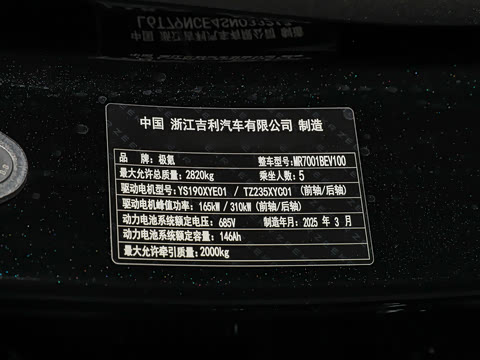 中国 浙江吉利汽车有限公司 制造
品 牌：极氪 整车型号：MR7001BEV100
最大允许总质量：2820kg 乘坐人数：5
驱动电机型号：YS190XYE01 / TZ235XYC01 (前轴/后轴)
驱动电机峰值功率：165kW / 310kW (前轴/后轴)
动力电池系统额定电压：685V 制造年月：2025 年 3 月
动力电池系统额定容量：146Ah
最大允许牵引质量：2000kg